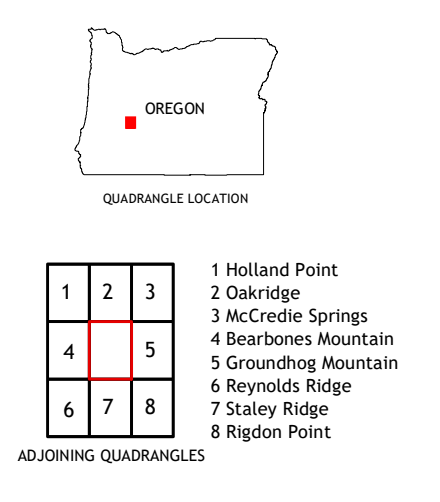 OREGON
QUADRANGLE LOCATION
1 2 3
4 5
6 7 8
1 Holland Point
2 Oakridge
3 McCredie Springs
4 Bearbones Mountain
5 Groundhog Mountain
6 Reynolds Ridge
7 Staley Ridge
8 Rigdon Point
ADJOINING QUADRANGLES